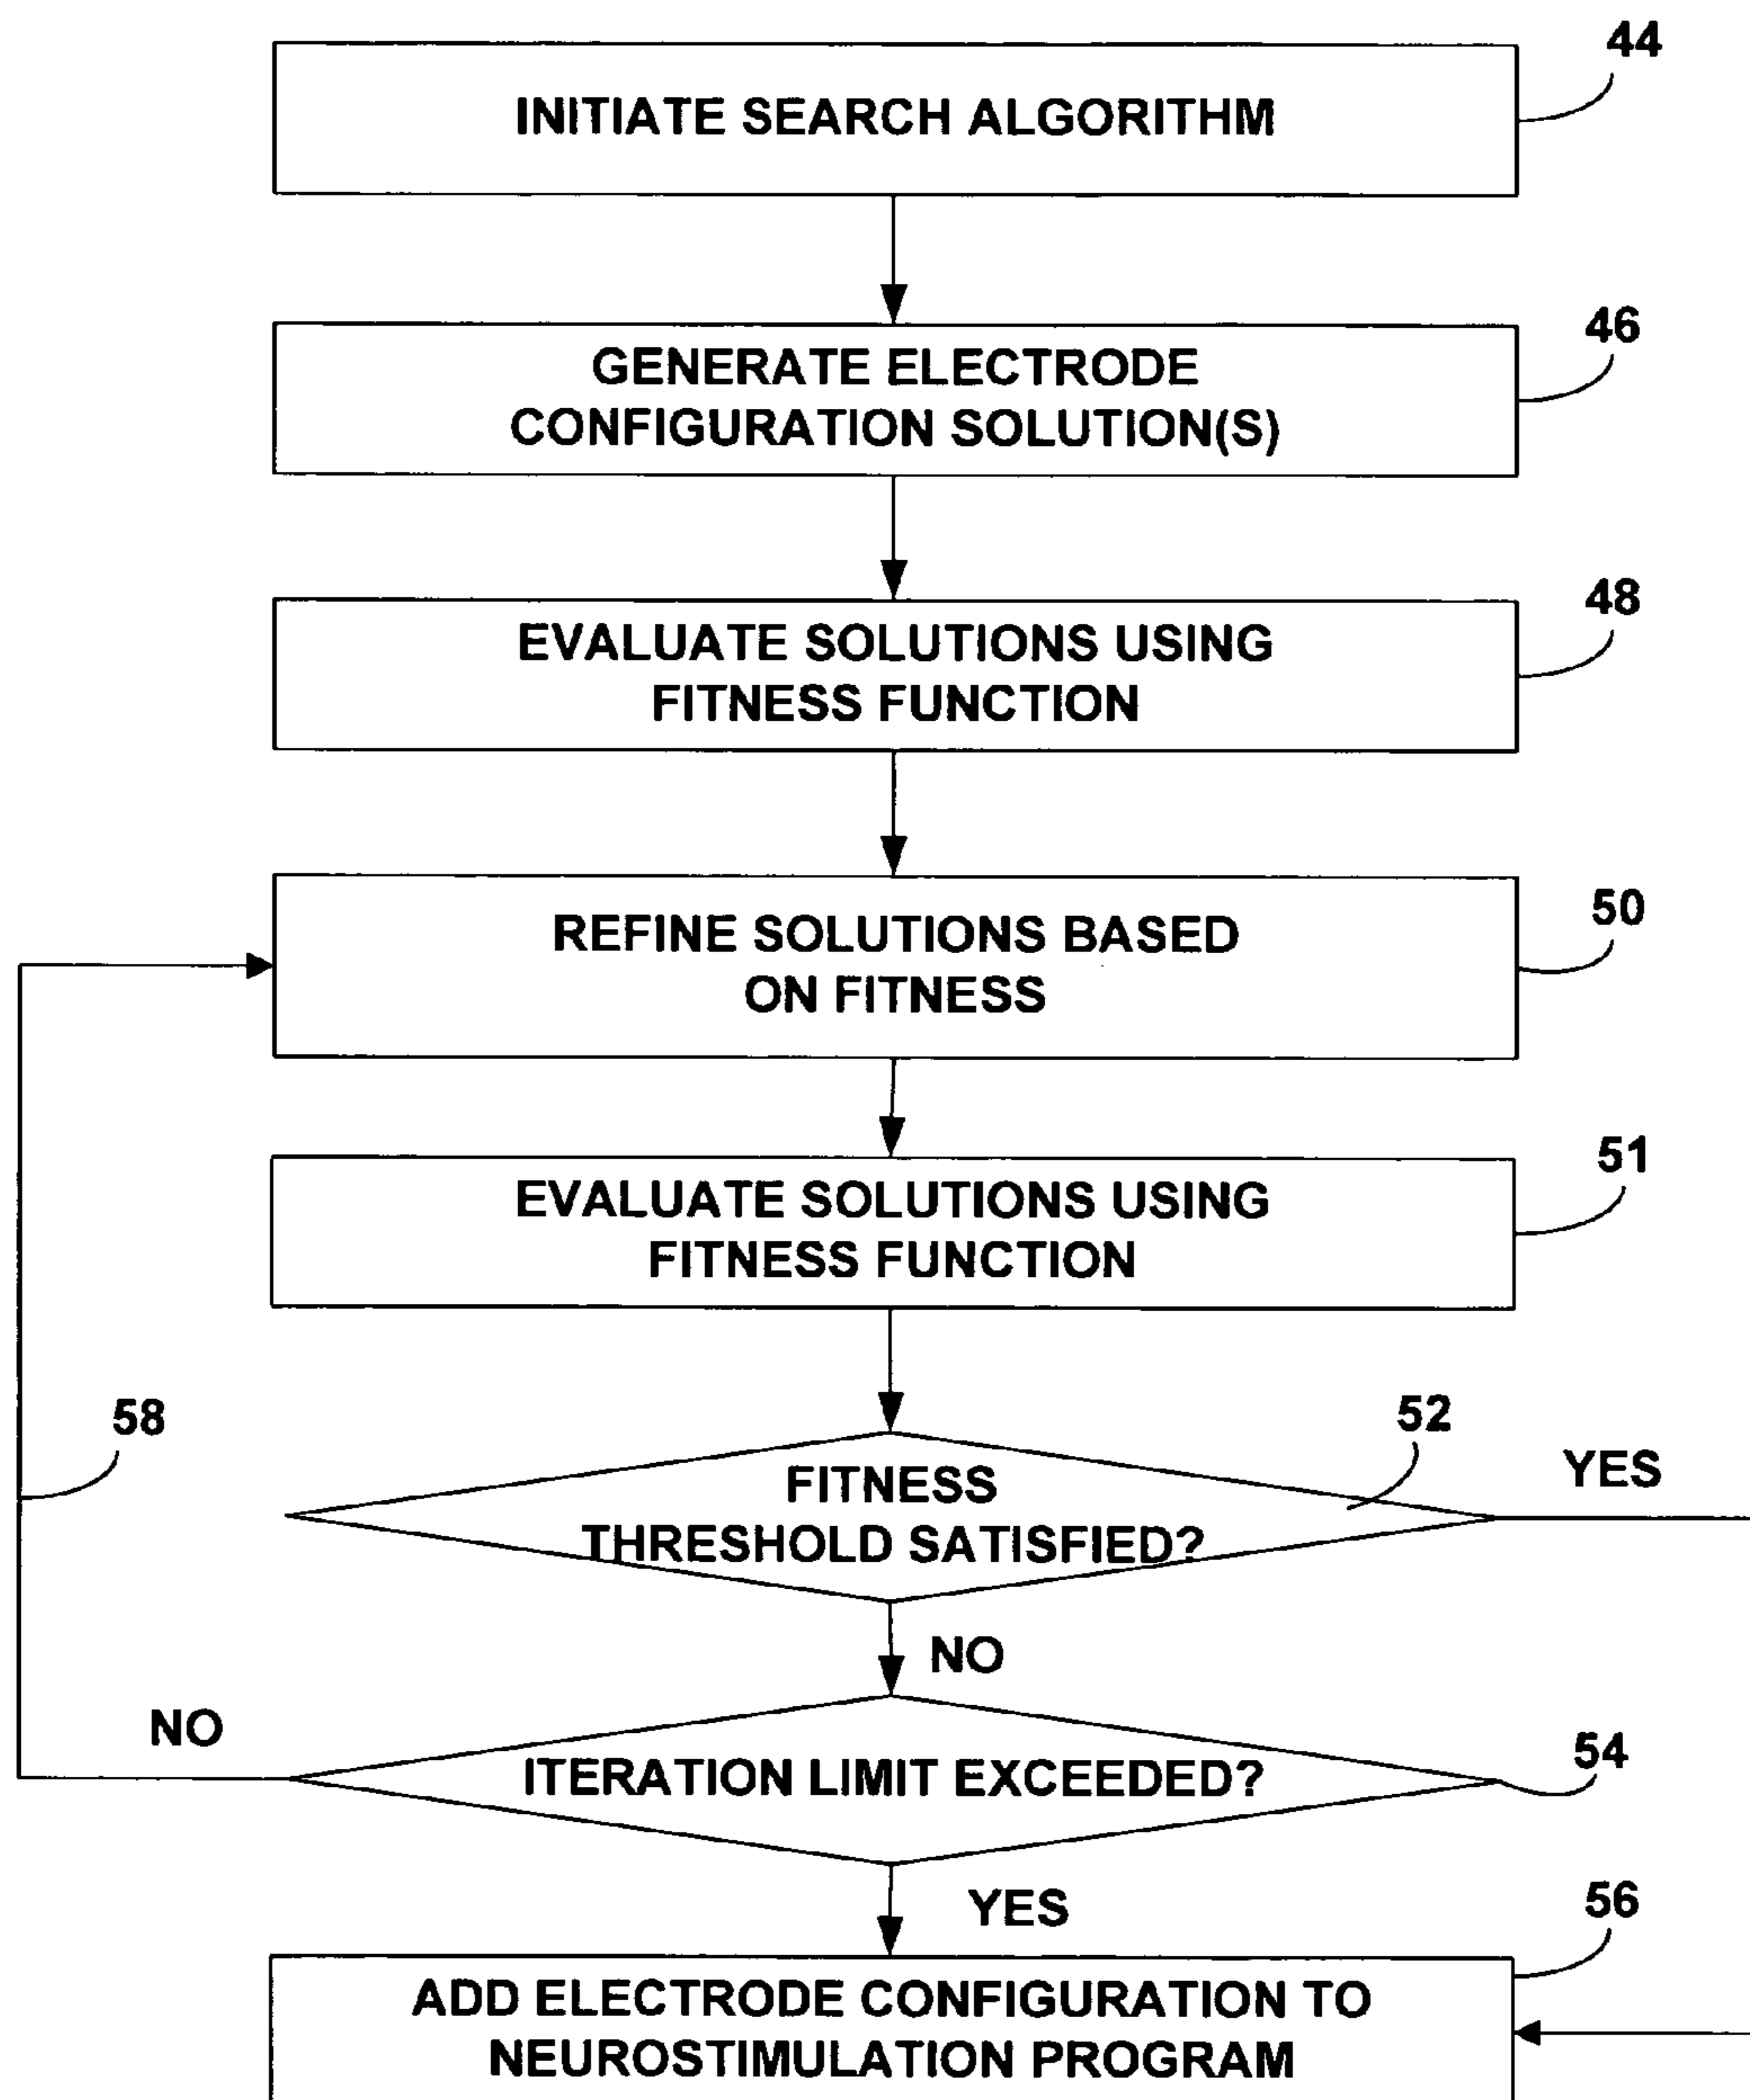 44
INITIATE SEARCH ALGORITHM
46
GENERATE ELECTRODE
CONFIGURATION SOLUTION(S)
48
EVALUATE SOLUTIONS USING
FITNESS FUNCTION
50
REFINE SOLUTIONS BASED
ON FITNESS
51
EVALUATE SOLUTIONS USING
FITNESS FUNCTION
58
52
YES
FITNESS
THRESHOLD SATISFIED?
NO
NO
54
ITERATION LIMIT EXCEEDED?
YES
56
ADD ELECTRODE CONFIGURATION TO
NEUROSTIMULATION PROGRAM